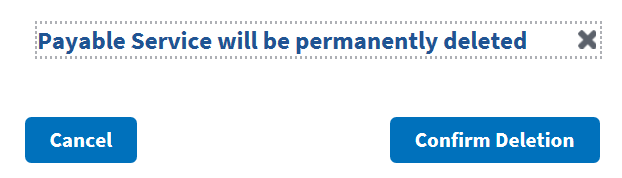 Payable Service will be permanently deleted
Cancel
Confirm Deletion